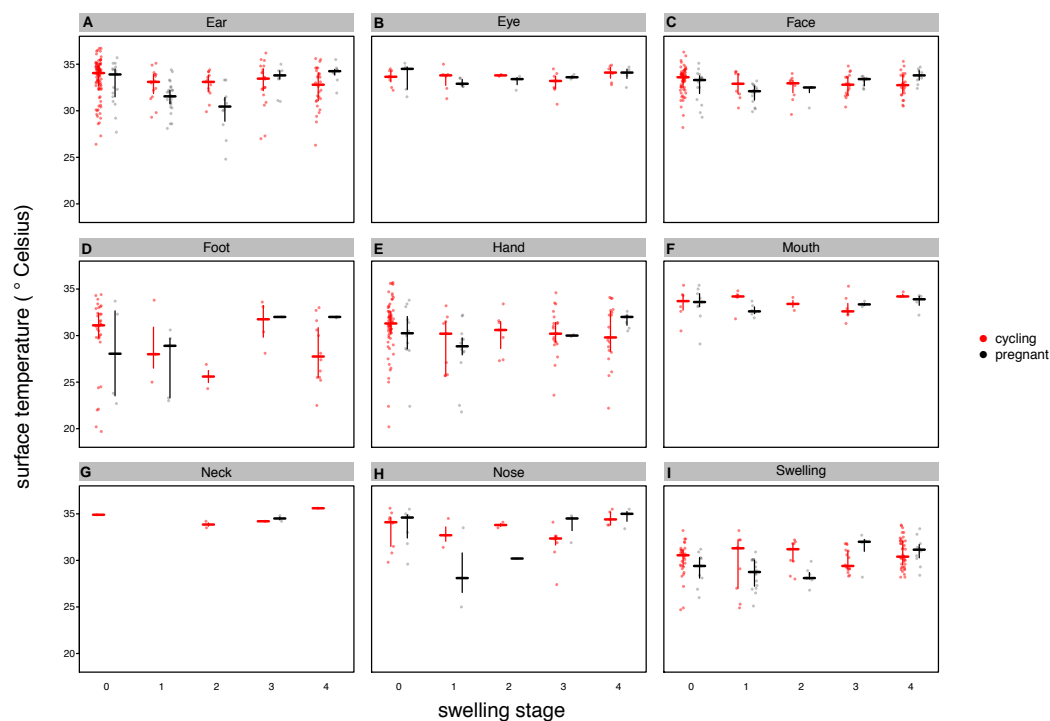 A Ear
B Eye
C Face
35
30
25
20
D Foot
E Hand
F Mouth
35
30
25
20
surface temperature ( ° Celsius)
cycling
pregnant
G Neck
H Nose
I Swelling
35
30
25
20
0 1 2 3 4
0 1 2 3 4
0 1 2 3 4
swelling stage